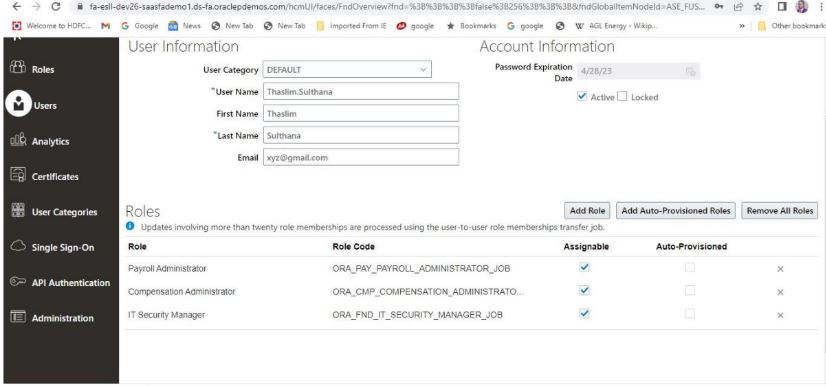 fa-esll-dev26-saasfademo1.ds-fa.oraclepdemos.com/hcmUI/faces/FndOverview?fnd=%3B%3B%3B%3Bfalse%3B256%3B%3B%3B&fndGlobalItemNodeId=ASE_FUS...
Welcome to HDFC... Google News New Tab New Tab Imported From IE google Bookmarks google AGL Energy - Wikip... » Other bookmarks
User Information Account Information
Roles
User Category DEFAULT Password Expiration Date 4/28/23
Users
*User Name Thaslim.Sulthana Active Locked
First Name Thaslim
Analytics
*Last Name Sulthana
Email xyz@gmail.com
Certificates
User Categories
Roles Add Role Add Auto-Provisioned Roles Remove All Roles
Updates involving more than twenty role memberships are processed using the user-to-user role memberships transfer job.
Single Sign-On
Role Role Code Assignable Auto-Provisioned
Payroll Administrator ORA_PAY_PAYROLL_ADMINISTRATOR_JOB
API Authentication
Compensation Administrator ORA_CMP_COMPENSATION_ADMINISTRATO...
Administration
IT Security Manager ORA_FND_IT_SECURITY_MANAGER_JOB